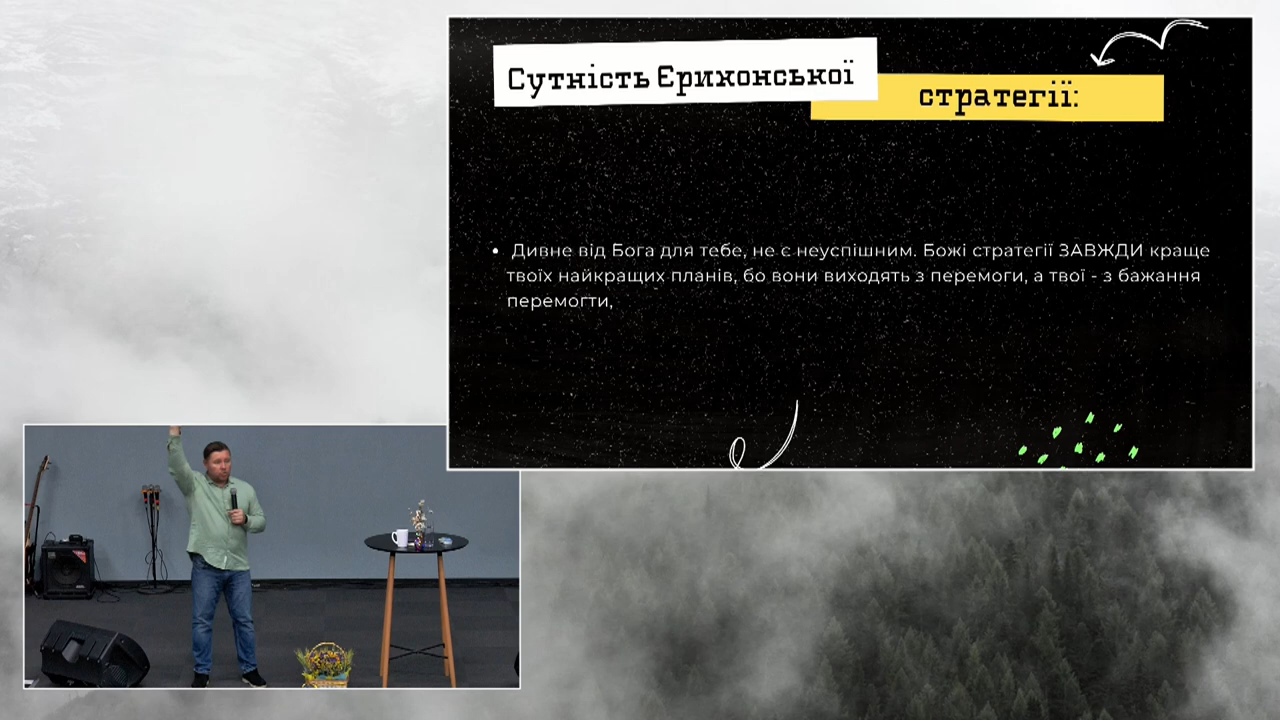 Сутність Єрихонської
стратегії:
• Дивне від Бога для тебе, не є неуспішним. Божі стратегії ЗАВЖДИ краще
твоїх найкращих планів, бо вони виходять з перемоги, а твої - з бажання
перемогти,